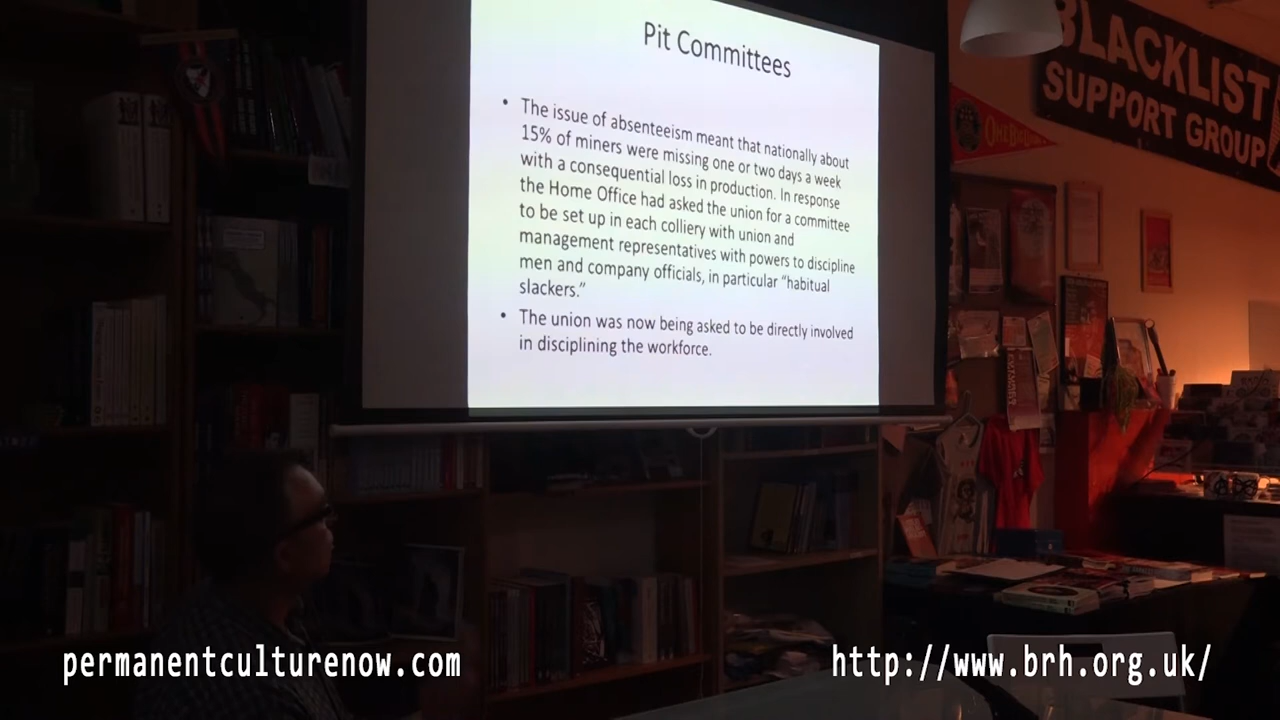 Pit Committees
• The issue of absenteeism meant that nationally about
15% of miners were missing one or two days a week
with a consequential loss in production. In response
the Home Office had asked the union for a committee
to be set up in each colliery with union and
management representatives with powers to discipline
men and company officials, in particular “habitual
slackers.”
• The union was now being asked to be directly involved
in disciplining the workforce.
BLACKLIST
SUPPORT GROUP
permanentculturenow.com
http://www.brh.org.uk/